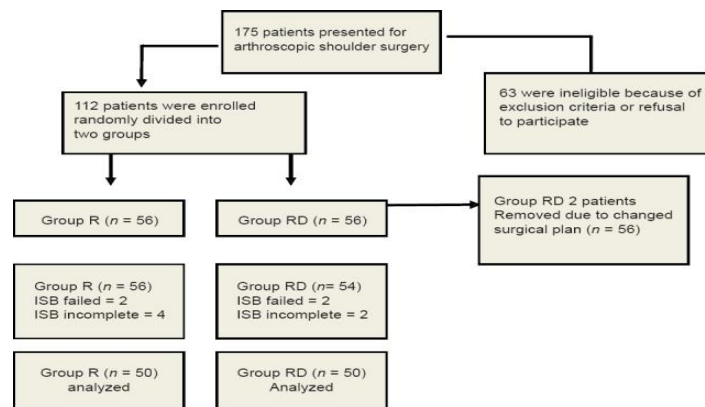 175 patients presented for
arthroscopic shoulder surgery
112 patients were enrolled
randomly divided into
two groups
63 were ineligible because of
exclusion criteria or refusal
to participate
Group R (n = 56)
Group RD (n = 56)
Group RD 2 patients
Removed due to changed
surgical plan (n = 56)
Group R (n = 56)
ISB failed = 2
ISB incomplete = 4
Group RD (n= 54)
ISB failed = 2
ISB incomplete = 2
Group R (n = 50)
analyzed
Group RD (n = 50)
Analyzed